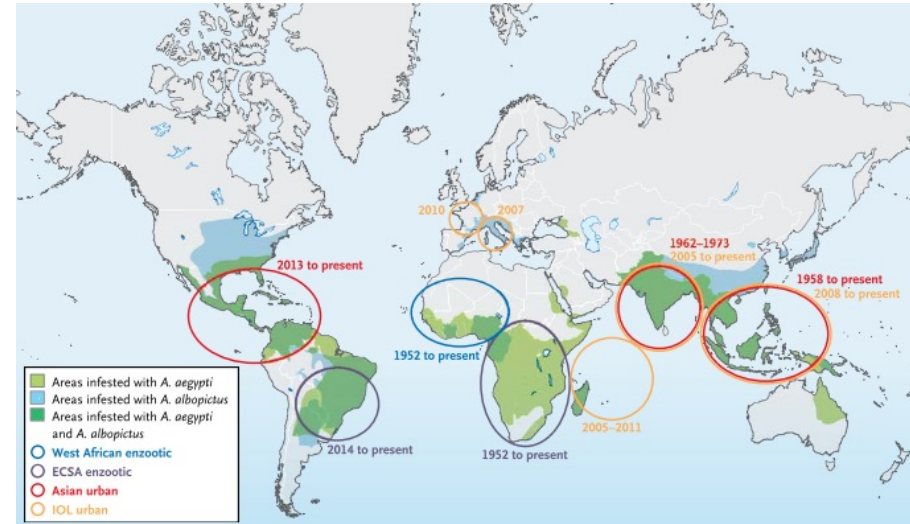 2010
2007
1962–1973
2005 to present
2013 to present
1958 to present
2008 to present
1952 to present
2005–2011
2014 to present
1952 to present
Areas infested with A. aegypti
Areas infested with A. albopictus
Areas infested with A. aegypti
and A. albopictus
West African enzootic
ECSA enzootic
Asian urban
IOL urban